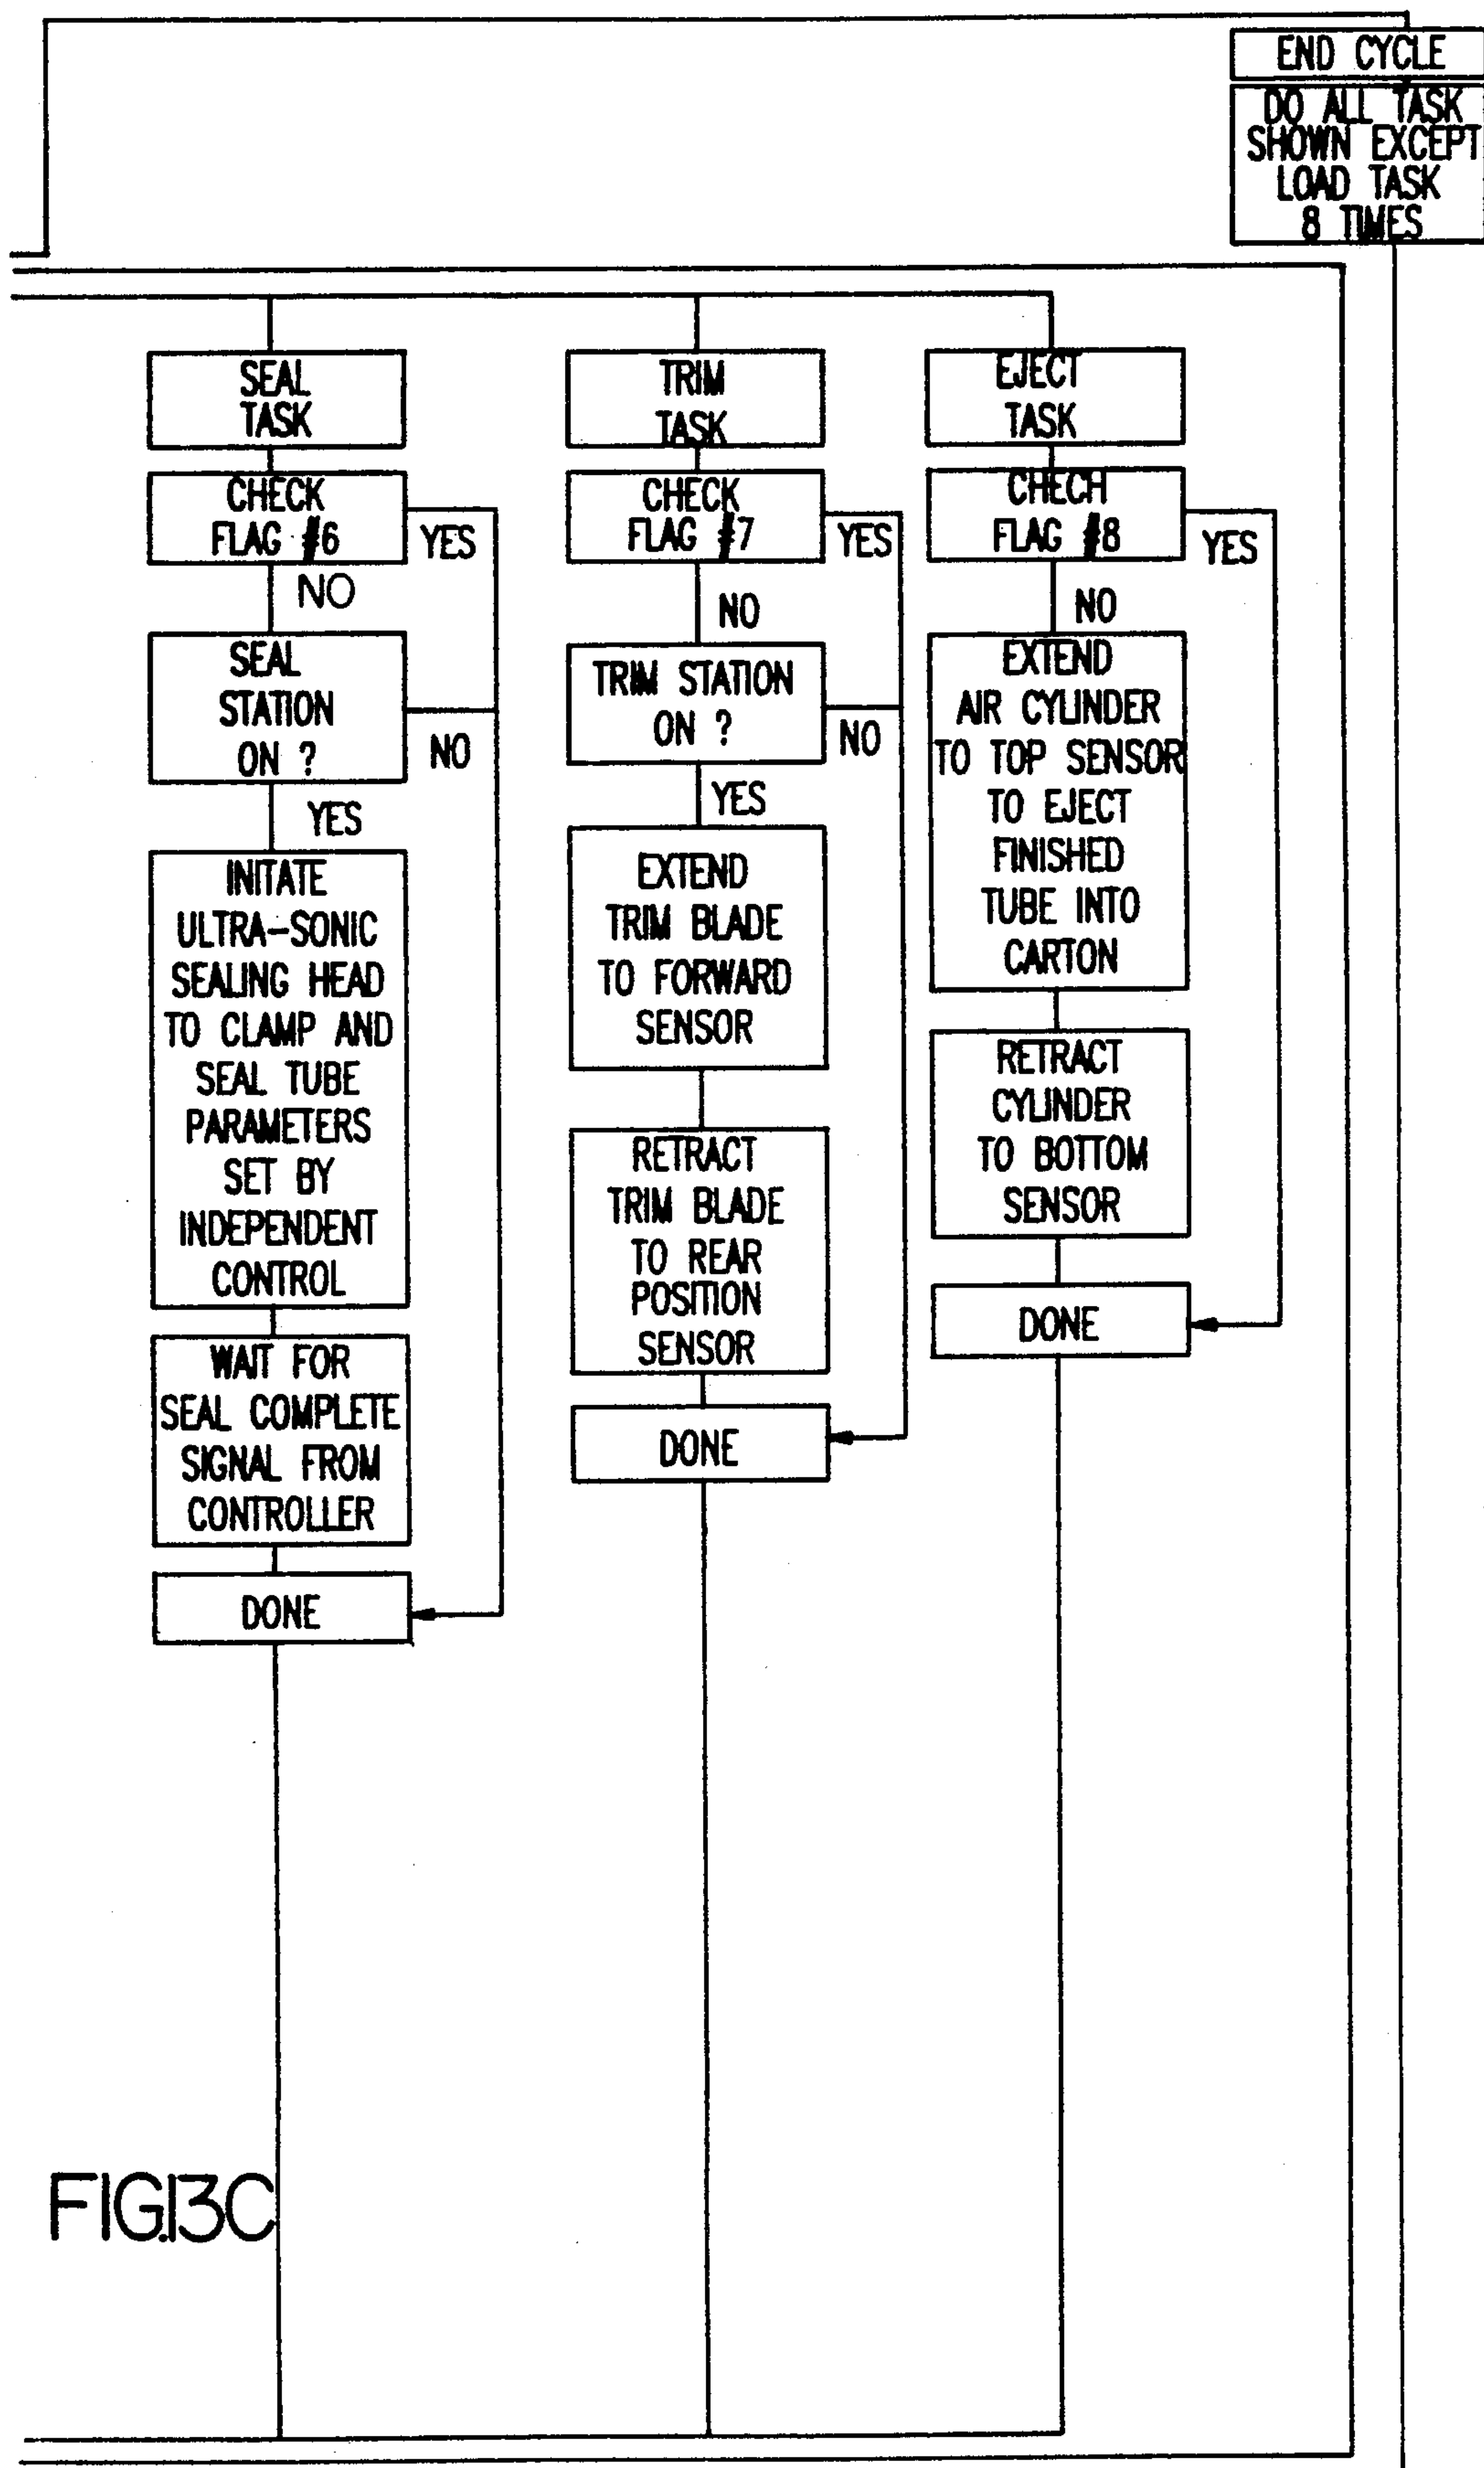 END CYCLE
DO ALL TASK
SHOWN EXCEPT
LOAD TASK
8 TIMES
SEAL
TASK
CHECK
FLAG #6
YES
NO
SEAL
STATION
ON ?
NO
YES
INITATE
ULTRA-SONIC
SEALING HEAD
TO CLAMP AND
SEAL TUBE
PARAMETERS
SET BY
INDEPENDENT
CONTROL
WAIT FOR
SEAL COMPLETE
SIGNAL FROM
CONTROLLER
DONE
TRIM
TASK
CHECK
FLAG #7
YES
NO
TRIM STATION
ON ?
NO
YES
EXTEND
TRIM BLADE
TO FORWARD
SENSOR
RETRACT
TRIM BLADE
TO REAR
POSITION
SENSOR
DONE
EJECT
TASK
CHECH
FLAG #8
YES
NO
EXTEND
AIR CYLINDER
TO TOP SENSOR
TO EJECT
FINISHED
TUBE INTO
CARTON
RETRACT
CYLINDER
TO BOTTOM
SENSOR
DONE
FIG.13C